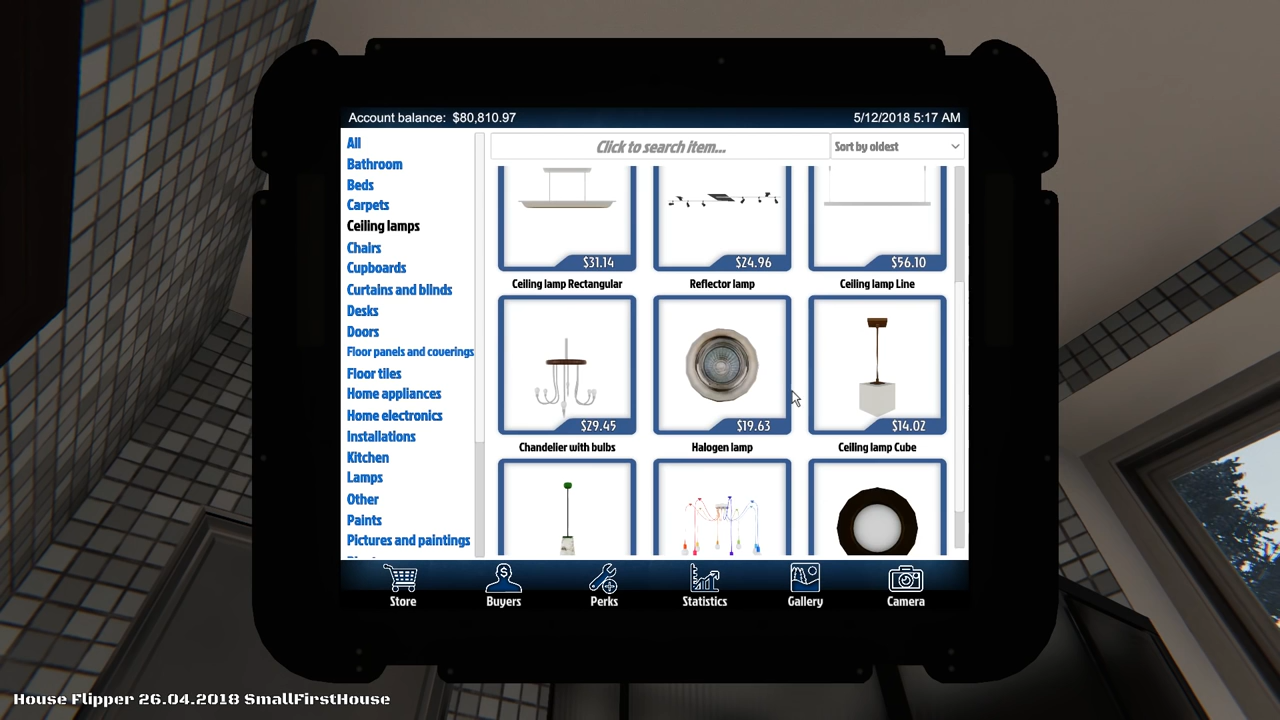 Account balance: $80,810.97
5/12/2018 5:17 AM
All
Bathroom
Beds
Carpets
Ceiling lamps
Chairs
Cupboards
Curtains and blinds
Desks
Doors
Floor panels and coverings
Floor tiles
Home appliances
Home electronics
Installations
Kitchen
Lamps
Other
Paints
Pictures and paintings
Click to search item...
Sort by oldest
$31.14
$24.96
$56.10
Ceiling lamp Rectangular
Reflector lamp
Ceiling lamp Line
$29.45
$19.63
$14.02
Chandelier with bulbs
Halogen lamp
Ceiling lamp Cube
Store
Buyers
Perks
Statistics
Gallery
Camera
House Flipper 26.04.2018 SmallFirstHouse